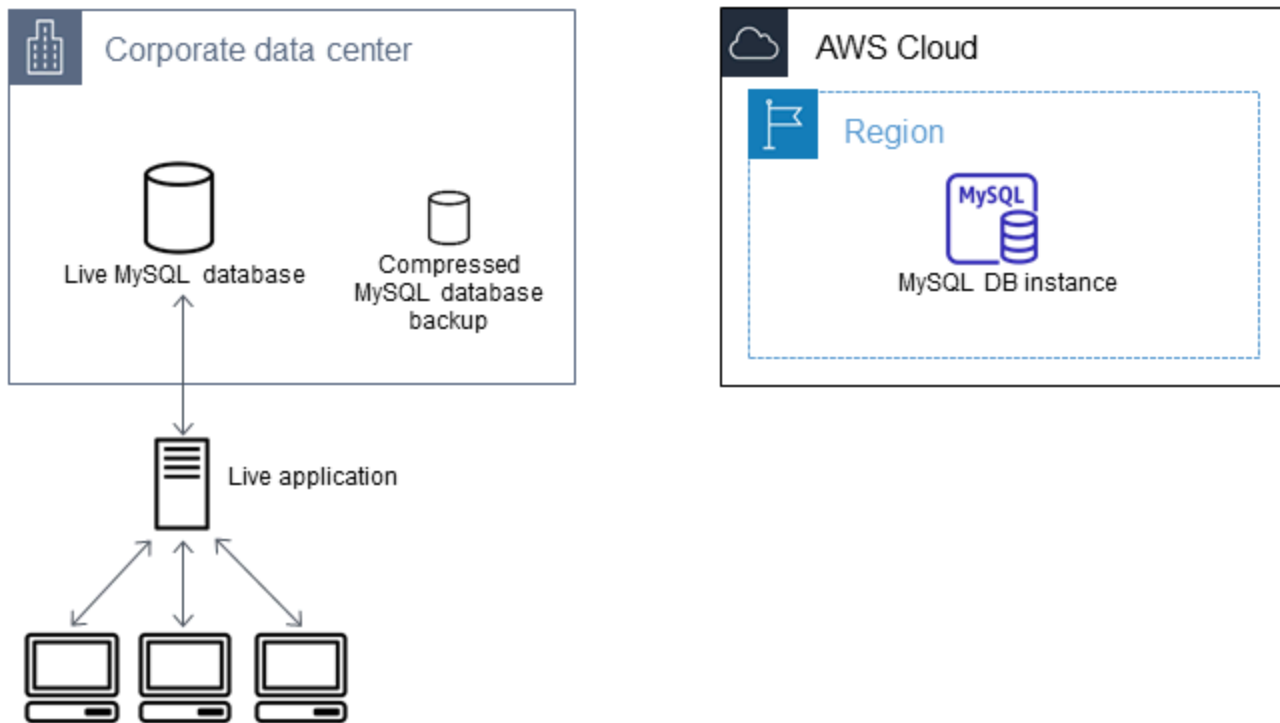 Corporate data center
AWS Cloud
Region
MySQL
MySQL DB instance
Live MySQL database
Compressed
MySQL database
backup
Live application